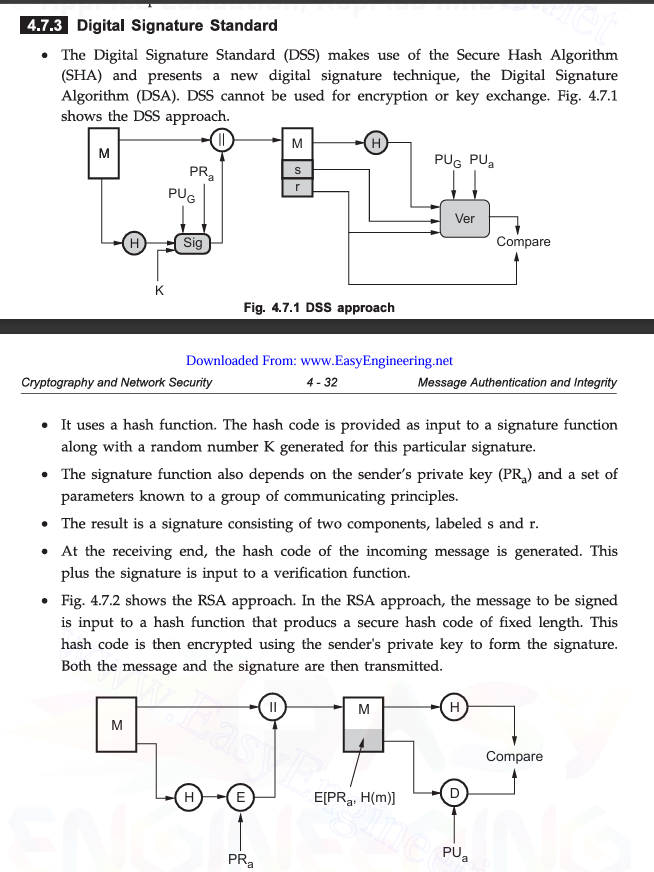 4.7.3 Digital Signature Standard
• The Digital Signature Standard (DSS) makes use of the Secure Hash Algorithm
(SHA) and presents a new digital signature technique, the Digital Signature
Algorithm (DSA). DSS cannot be used for encryption or key exchange. Fig. 4.7.1
shows the DSS approach.
M
||
M
s
r
H
PUG PUa
PRa
PUG
H
Sig
K
Ver
Compare
Fig. 4.7.1 DSS approach
Downloaded From: www.EasyEngineering.net
Cryptography and Network Security 4 - 32 Message Authentication and Integrity
• It uses a hash function. The hash code is provided as input to a signature function
along with a random number K generated for this particular signature.
• The signature function also depends on the sender's private key (PRa) and a set of
parameters known to a group of communicating principles.
• The result is a signature consisting of two components, labeled s and r.
• At the receiving end, the hash code of the incoming message is generated. This
plus the signature is input to a verification function.
• Fig. 4.7.2 shows the RSA approach. In the RSA approach, the message to be signed
is input to a hash function that producs a secure hash code of fixed length. This
hash code is then encrypted using the sender's private key to form the signature.
Both the message and the signature are then transmitted.
M
||
M
H
Compare
H
E
E[PRa, H(m)]
D
PRa
PUa